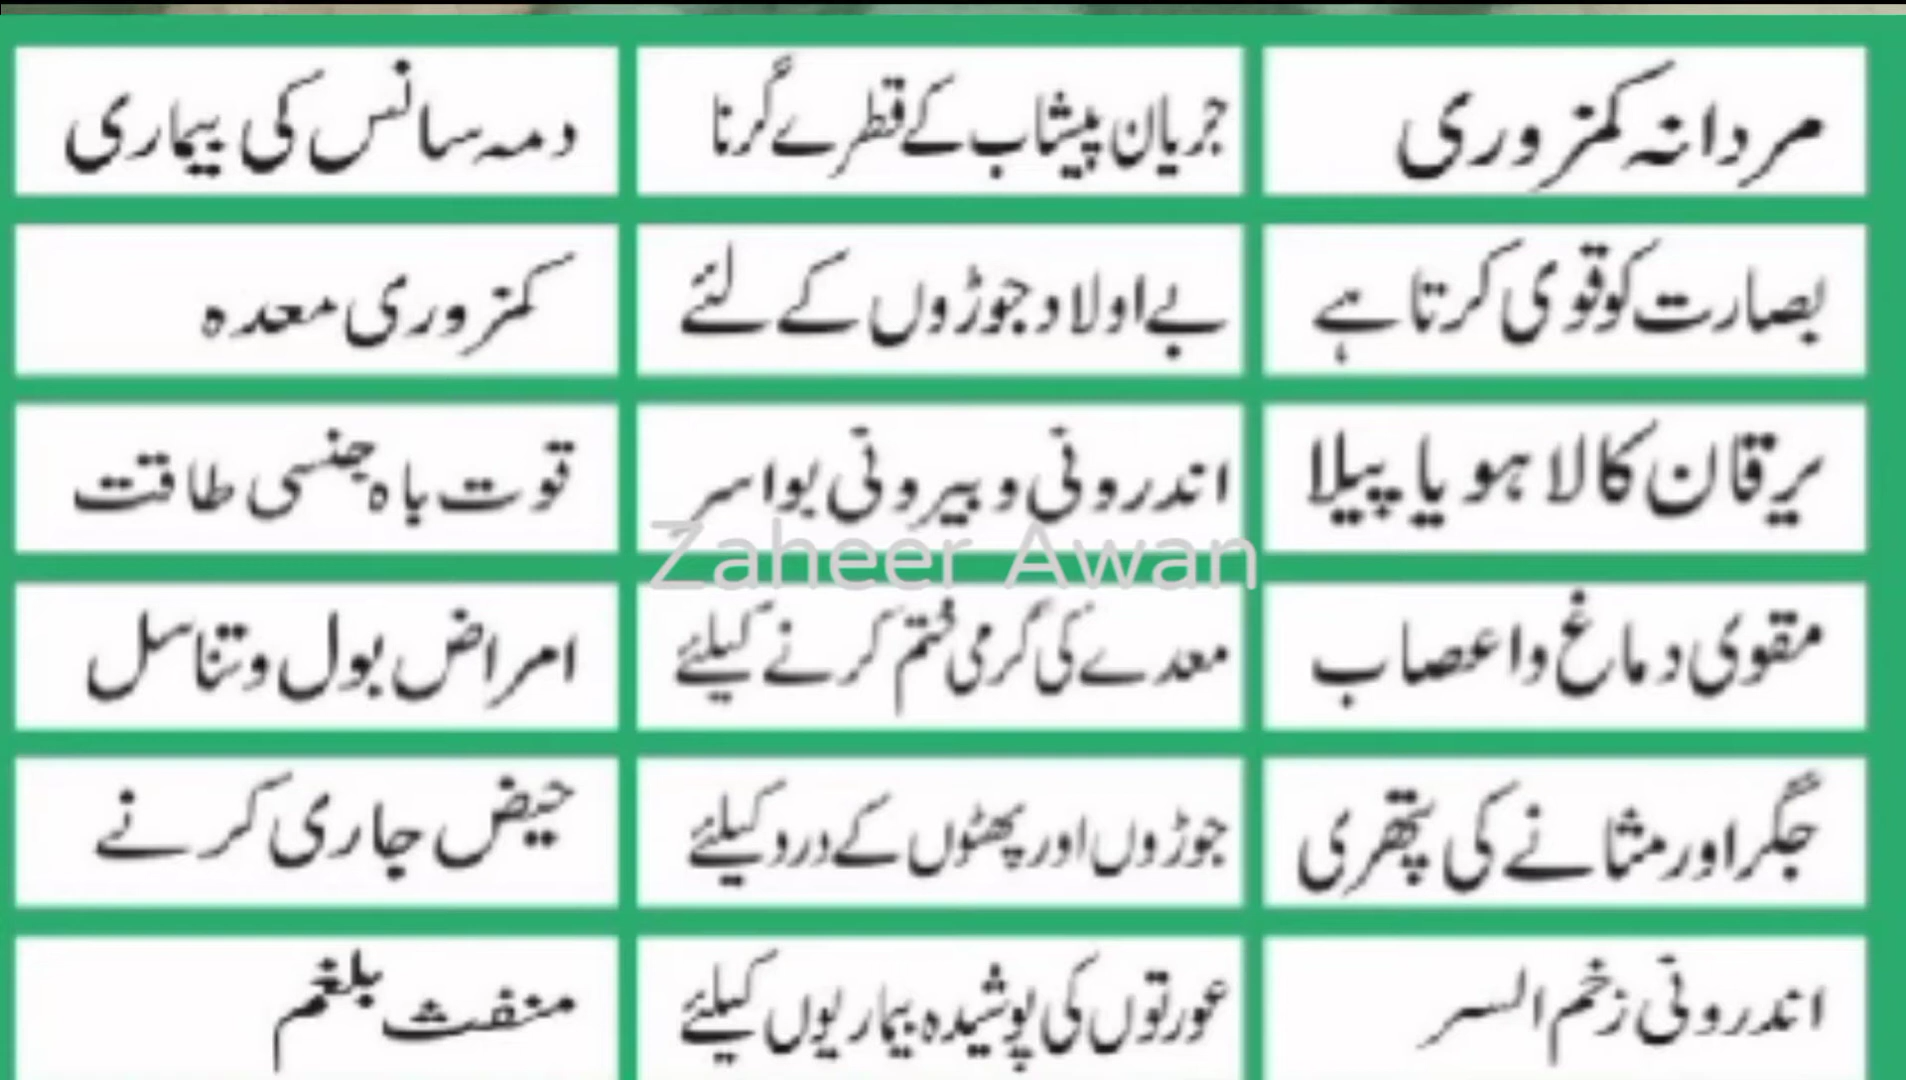 مردانہ کمزوری
جریان پیشاب کے قطرے گرنا
دمہ سانس کی بیماری
بصارت کو قوی کرتا ہے
بے اولاد جوڑوں کے لئے
کمزوری معدہ
یرقان کالا ہو یا پیلا
اندرونی و بیرونی بواسر
قوت باہ جنسی طاقت
Zaheer Awan
مقوی دماغ و اعصاب
معدے کی گرمی ختم کرنے کیلئے
امراض بول و تناسل
جگر اور مثانے کی پتھری
جوڑوں اور پھٹوں کے درد کیلئے
حیض جاری کرنے
اندرونی زخم السر
عورتوں کی پوشیدہ بیماریوں کیلئے
منفث بلغم